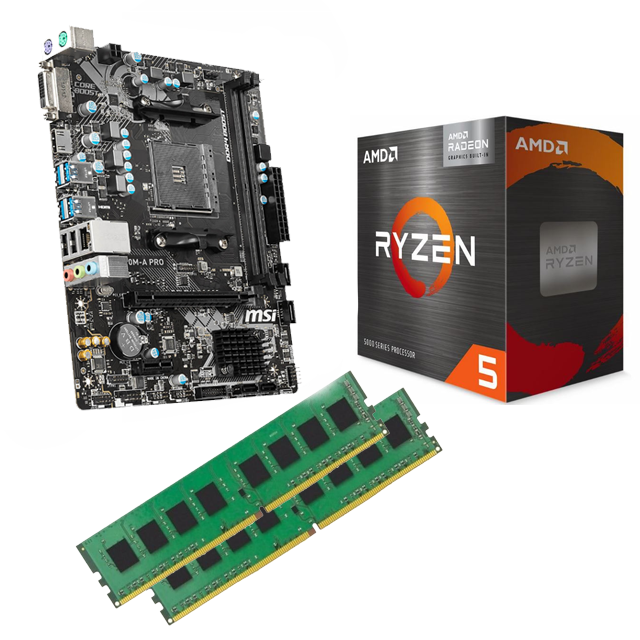 CORE
BOOST
DDR4 BOOST
HDMI
0M-A PRO
msi
AMD
AMD
RADEON
GRAPHICS BUILT-IN
RYZEN
5000 SERIES PROCESSOR
5
AMD
AMD
RYZEN